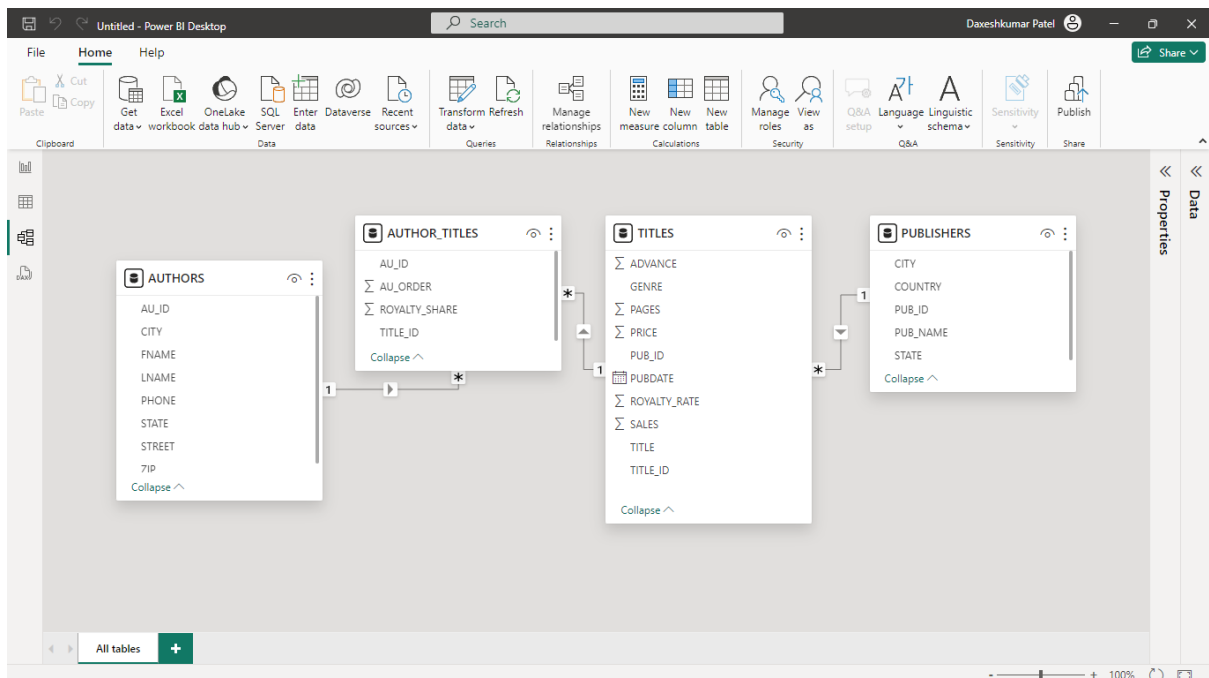 Untitled - Power BI Desktop
Search
Daxeshkumar Patel
File Home Help
Share
Paste
Cut
Copy
Get data
Excel workbook
OneLake data hub
SQL Server
Enter data
Dataverse
Recent sources
Transform data
Refresh
Manage relationships
New measure
New column
New table
Manage roles
View as
Q&A setup
Language
Linguistic schema
Sensitivity
Publish
Clipboard
Data
Queries
Relationships
Calculations
Security
Q&A
Sensitivity
Share
AUTHORS
AU_ID
CITY
FNAME
LNAME
PHONE
STATE
STREET
ZIP
Collapse
1
*
AUTHOR_TITLES
AU_ID
AU_ORDER
ROYALTY_SHARE
TITLE_ID
Collapse
*
1
TITLES
∑ ADVANCE
GENRE
∑ PAGES
∑ PRICE
PUB_ID
PUBDATE
∑ ROYALTY_RATE
∑ SALES
TITLE
TITLE_ID
Collapse
*
1
PUBLISHERS
CITY
COUNTRY
PUB_ID
PUB_NAME
STATE
Collapse
Properties
Data
All tables
+
- + 100%